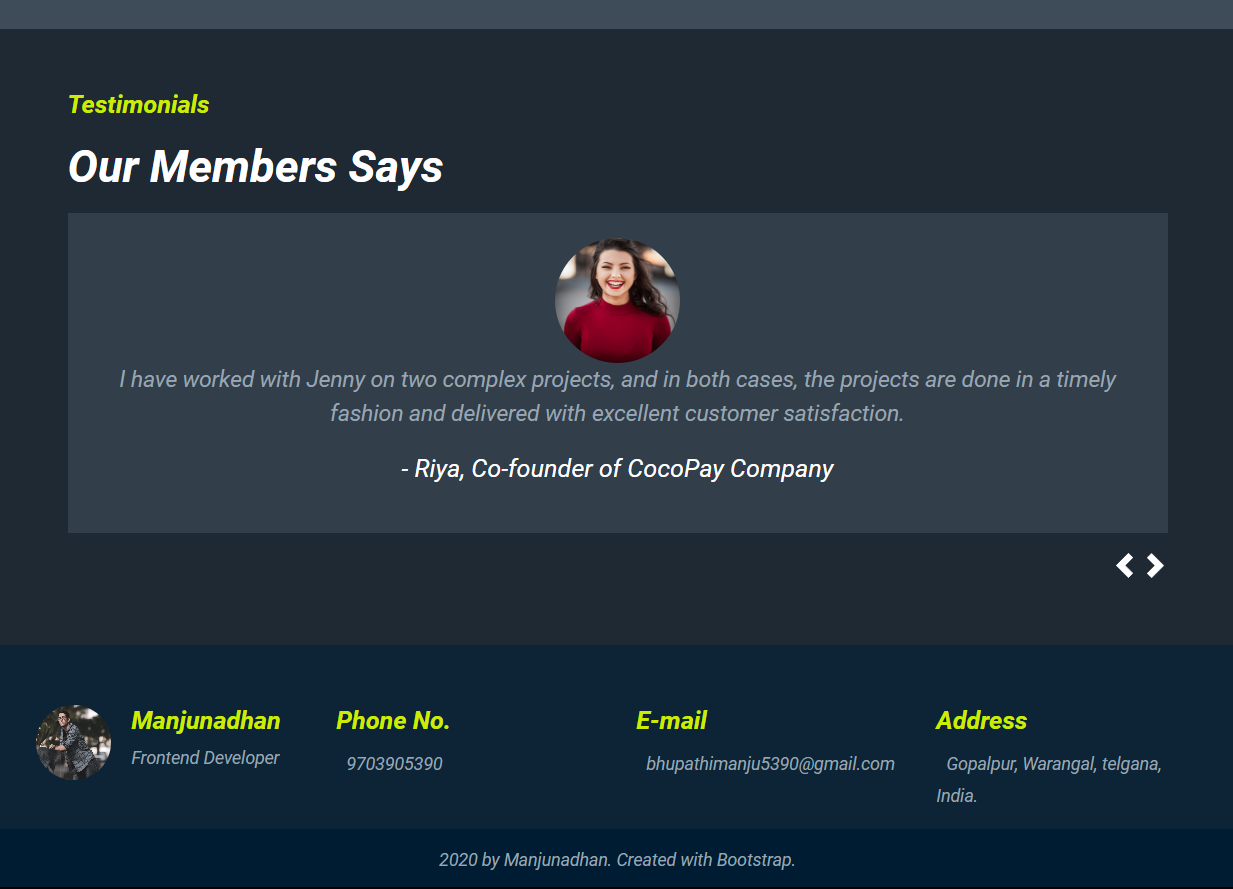 Testimonials
Our Members Says
I have worked with Jenny on two complex projects, and in both cases, the projects are done in a timely
fashion and delivered with excellent customer satisfaction.
- Riya, Co-founder of CocoPay Company
Manjunadhan
Frontend Developer
Phone No.
9703905390
E-mail
bhupathimanju5390@gmail.com
Address
Gopalpur, Warangal, telgana,
India.
2020 by Manjunadhan. Created with Bootstrap.